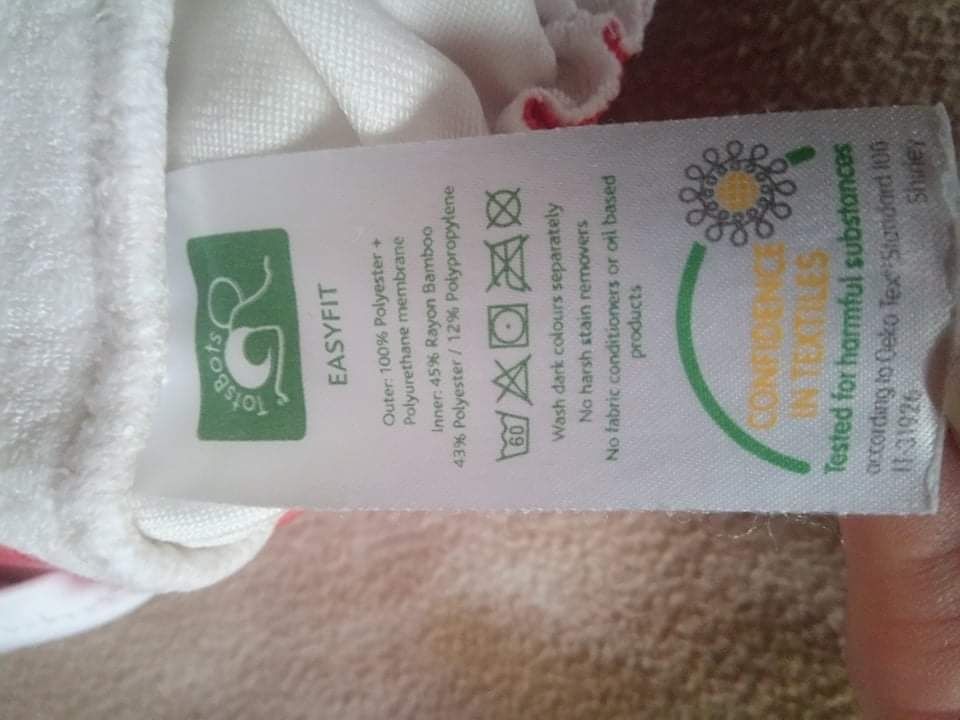 TotsBots
EASYFIT
Outer: 100% Polyester +
Polyurethane membrane
Inner: 45% Rayon Bamboo
43% Polyester / 12% Polypropylene
60
Wash dark colours separately
No harsh stain removers
No fabric conditioners or oil based
products
CONFIDENCE
IN TEXTILES
Tested for harmful substances
according to Oeko-Tex® Standard 100
Shirley